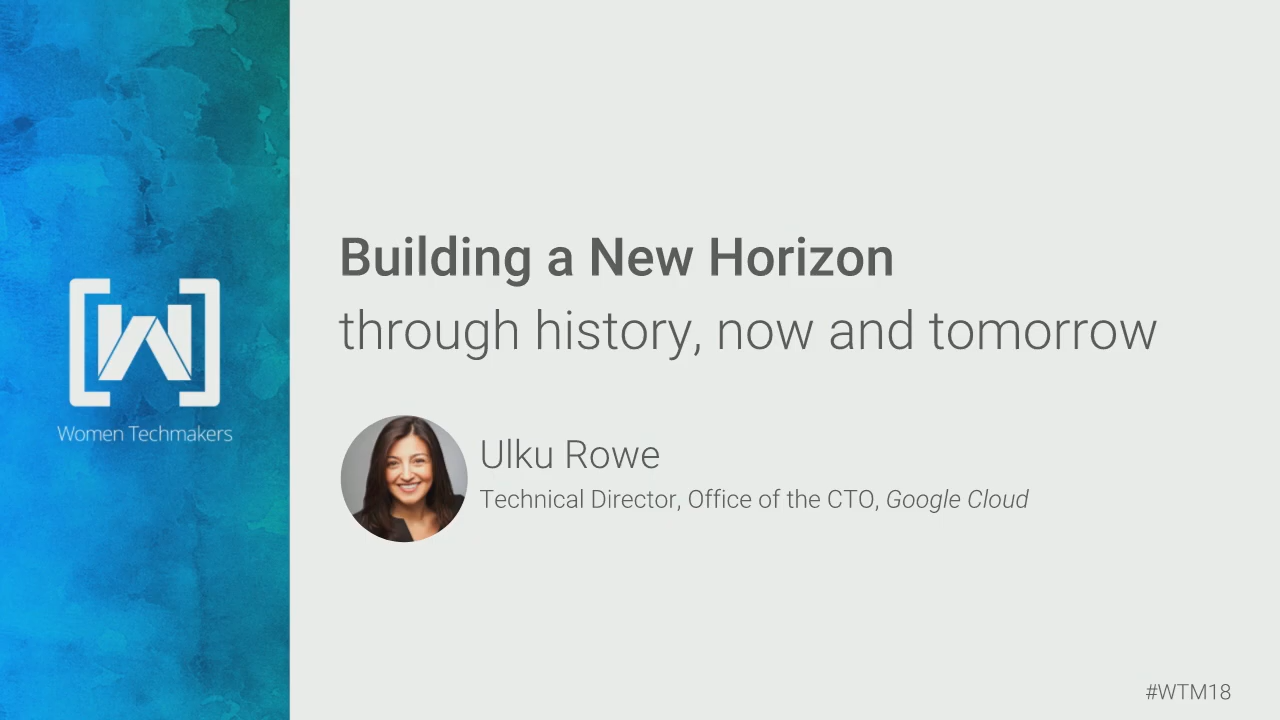 [W]
Women Techmakers
Building a New Horizon
through history, now and tomorrow
Ulku Rowe
Technical Director, Office of the CTO, Google Cloud
#WTM18